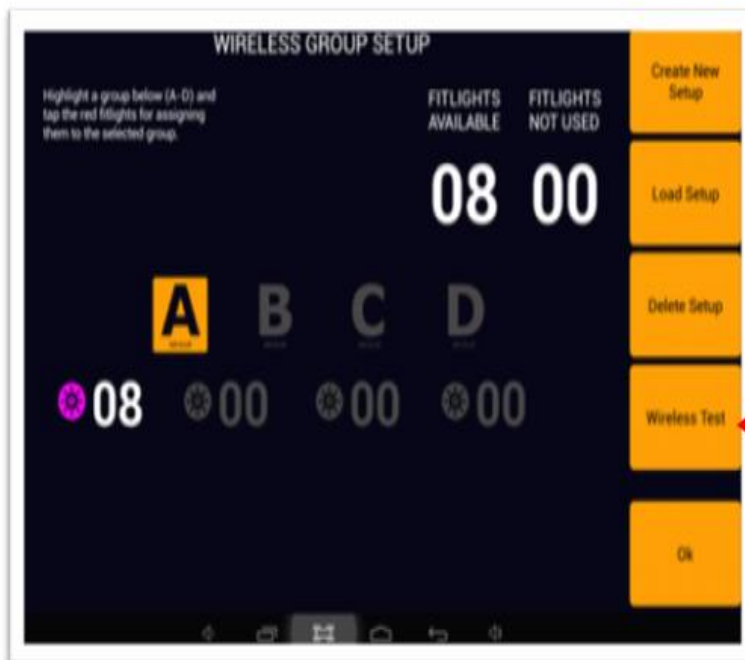 WIRELESS GROUP SETUP
Highlight a group below (A-D) and
tap the red fitlights for assigning
them to the selected group.
FITLIGHTS
AVAILABLE
FITLIGHTS
NOT USED
08
00
A
B
C
D
08
00
00
00
Create New
Setup
Load Setup
Delete Setup
Wireless Test
Ok